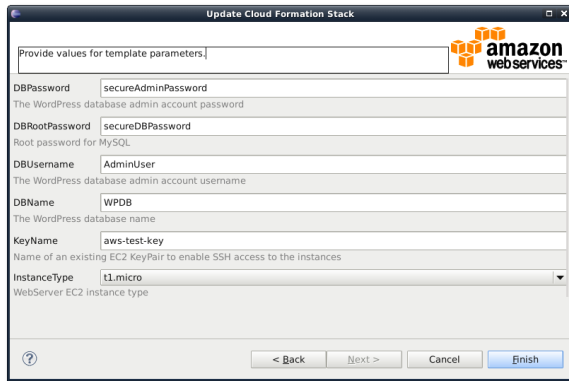 Update Cloud Formation Stack
Provide values for template parameters.
amazon
webservices™
DBPassword secureAdminPassword
The WordPress database admin account password
DBRootPassword secureDBPassword
Root password for MySQL
DBUsername AdminUser
The WordPress database admin account username
DBName WPDB
The WordPress database name
KeyName aws-test-key
Name of an existing EC2 KeyPair to enable SSH access to the instances
InstanceType t1.micro
WebServer EC2 instance type
? < Back Next > Cancel Finish